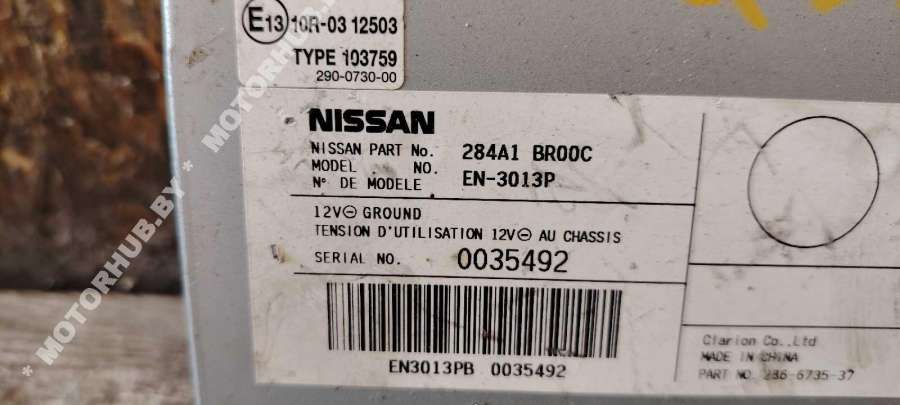 E13 10R-03 12503
TYPE 103759
290-0730-00
NISSAN
NISSAN PART No. 284A1 BR00C
MODEL NO. EN-3013P
N° DE MODELE
12V⊖ GROUND
TENSION D'UTILISATION 12V⊖ AU CHASSIS
SERIAL NO. 0035492
EN3013PB 0035492
Clarion Co.,Ltd
MADE IN CHINA
PART NO. 286-6735-37
* MOTORHUB.BY * MOTORHUB